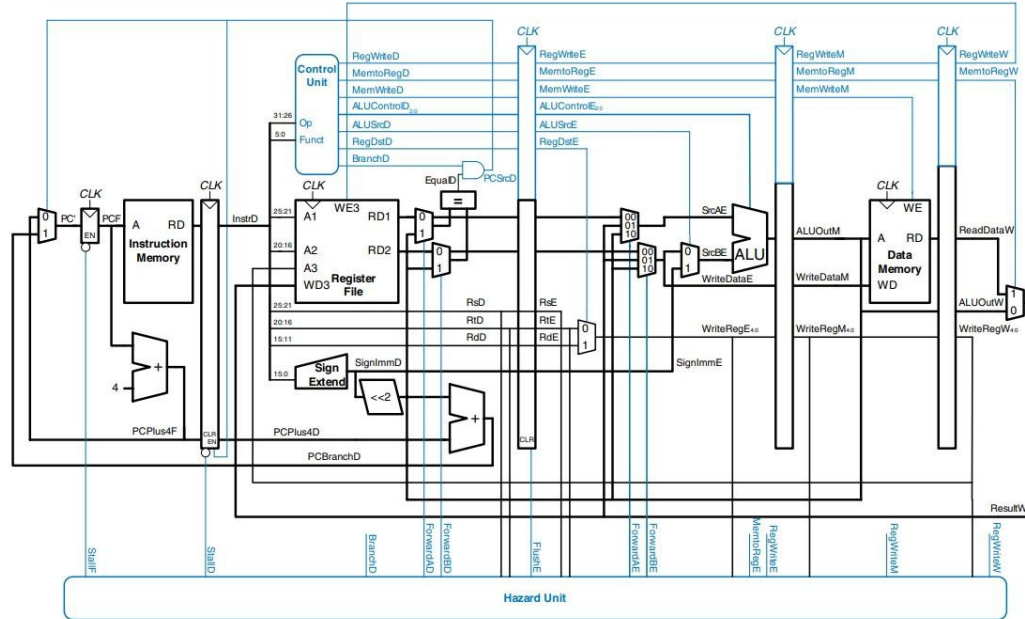 CLK
CLK
CLK
Control
Unit
RegWriteD
MemtoRegD
MemWriteD
ALUControlD2:0
ALUSrcD
RegDstD
BranchD
31:26
Op
5:0
Funct
RegWriteE
MemtoRegE
MemWriteE
ALUControlE2:0
ALUSrcE
RegDstE
RegWriteM
MemtoRegM
MemWriteM
RegWriteW
MemtoRegW
EqualD
PCSrcD
=
CLK
CLK
CLK
CLK
0
1
PC'
EN
PCF
A RD
Instruction
Memory
InstrD
25:21
A1
WE3
RD1
20:16
A2
RD2
A3
WD3
Register
File
0
1
0
1
00
01
10
00
01
10
0
1
SrcAE
SrcBE
ALU
WriteDataE
ALUOutM
WriteDataM
WE
A RD
Data
Memory
WD
ReadDataW
ALUOutW
1
0
25:21
RsD
RsE
20:16
RtD
RtE
15:11
RdD
RdE
0
1
WriteRegE4:0
WriteRegM4:0
WriteRegW4:0
15:0
Sign
Extend
SignImmD
SignImmE
<<2
+
4
+
PCPlus4F
CLR
EN
PCPlus4D
CLR
PCBranchD
ResultW
StallF
StallD
BranchD
ForwardAD
ForwardBD
FlushE
ForwardAE
ForwardBE
MemtoRegE
RegWriteE
RegWriteM
RegWriteW
Hazard Unit